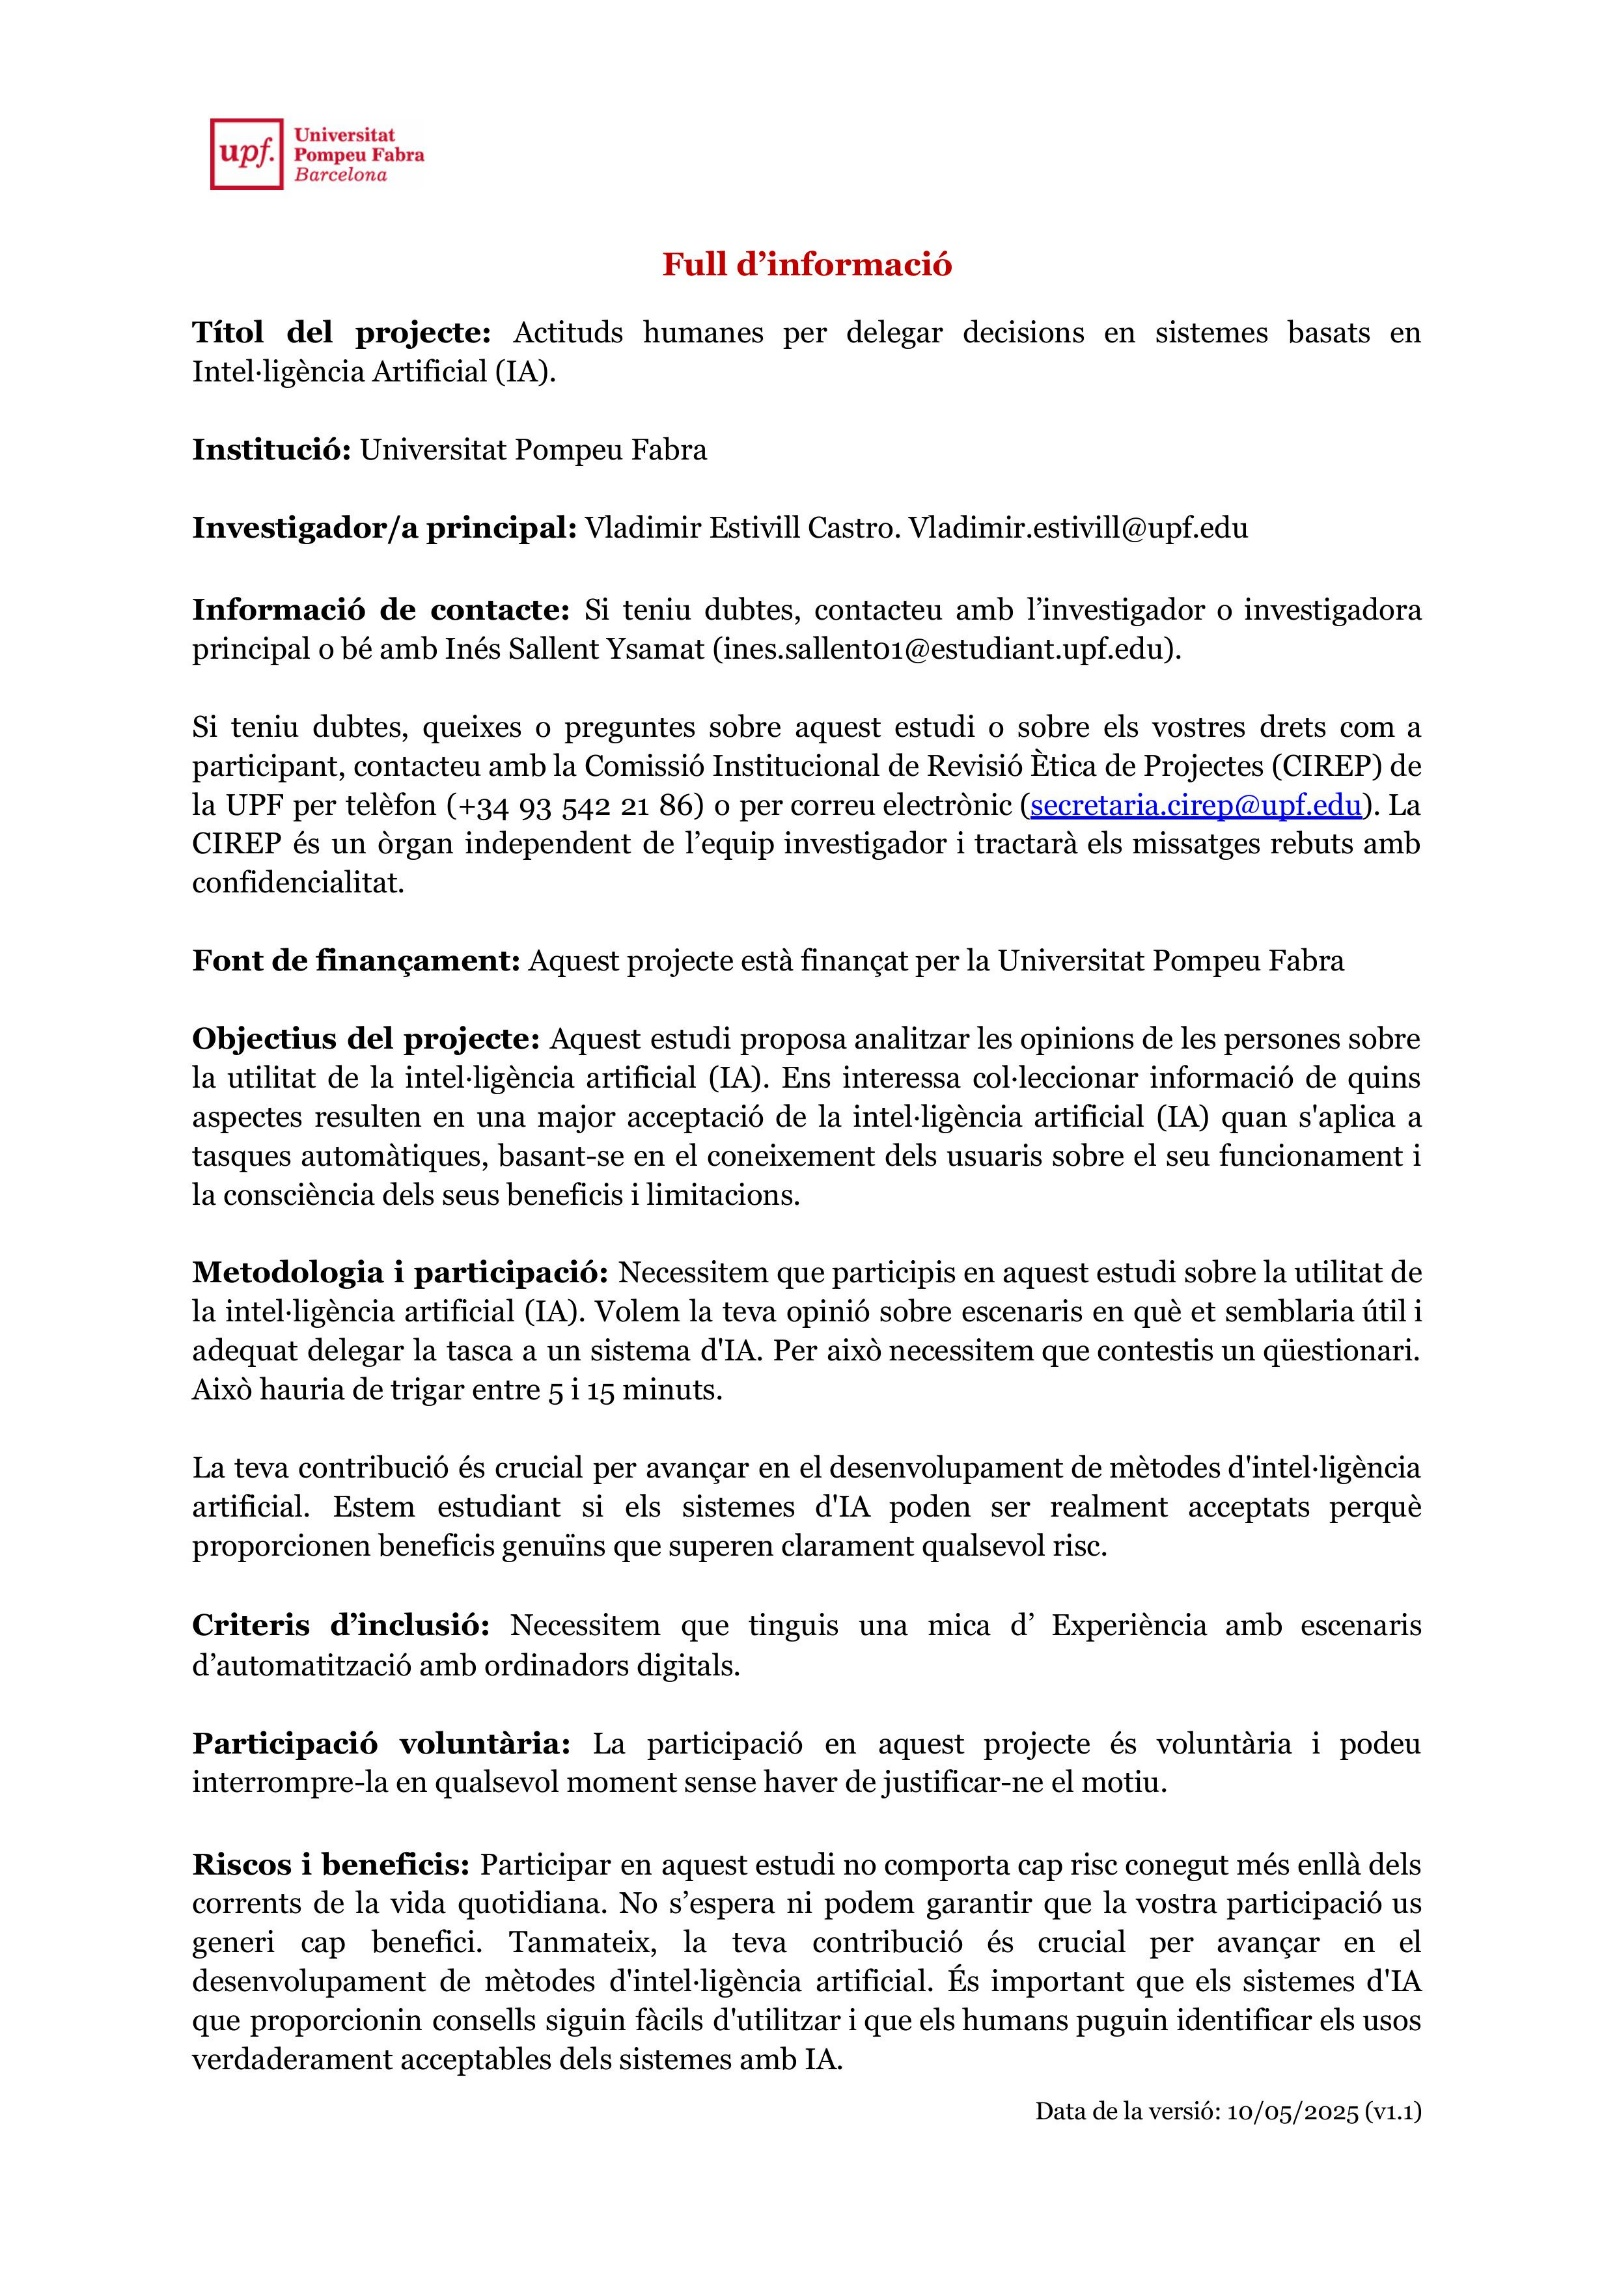 upf.
Universitat
Pompeu Fabra
Barcelona
Full d’informació
Títol del projecte: Actituds humanes per delegar decisions en sistemes basats en
Intel·ligència Artificial (IA).
Institució: Universitat Pompeu Fabra
Investigador/a principal: Vladimir Estivill Castro. Vladimir.estivill@upf.edu
Informació de contacte: Si teniu dubtes, contacteu amb l’investigador o investigadora
principal o bé amb Inés Sallent Ysamat (ines.sallent01@estudiant.upf.edu).
Si teniu dubtes, queixes o preguntes sobre aquest estudi o sobre els vostres drets com a
participant, contacteu amb la Comissió Institucional de Revisió Ètica de Projectes (CIREP) de
la UPF per telèfon (+34 93 542 21 86) o per correu electrònic (secretaria.cirep@upf.edu). La
CIREP és un òrgan independent de l’equip investigador i tractarà els missatges rebuts amb
confidencialitat.
Font de finançament: Aquest projecte està finançat per la Universitat Pompeu Fabra
Objectius del projecte: Aquest estudi proposa analitzar les opinions de les persones sobre
la utilitat de la intel·ligència artificial (IA). Ens interessa col·leccionar informació de quins
aspectes resulten en una major acceptació de la intel·ligència artificial (IA) quan s'aplica a
tasques automàtiques, basant-se en el coneixement dels usuaris sobre el seu funcionament i
la consciència dels seus beneficis i limitacions.
Metodologia i participació: Necessitem que participis en aquest estudi sobre la utilitat de
la intel·ligència artificial (IA). Volem la teva opinió sobre escenaris en què et semblaria útil i
adequat delegar la tasca a un sistema d'IA. Per això necessitem que contestis un qüestionari.
Això hauria de trigar entre 5 i 15 minuts.
La teva contribució és crucial per avançar en el desenvolupament de mètodes d'intel·ligència
artificial. Estem estudiant si els sistemes d'IA poden ser realment acceptats perquè
proporcionen beneficis genuïns que superen clarament qualsevol risc.
Criteris d’inclusió: Necessitem que tinguis una mica d’ Experiència amb escenaris
d’automatització amb ordinadors digitals.
Participació voluntària: La participació en aquest projecte és voluntària i podeu
interrompre-la en qualsevol moment sense haver de justificar-ne el motiu.
Riscos i beneficis: Participar en aquest estudi no comporta cap risc conegut més enllà dels
corrents de la vida quotidiana. No s’espera ni podem garantir que la vostra participació us
generi cap benefici. Tanmateix, la teva contribució és crucial per avançar en el
desenvolupament de mètodes d'intel·ligència artificial. És important que els sistemes d'IA
que proporcionin consells siguin fàcils d'utilitzar i que els humans puguin identificar els usos
verdaderament acceptables dels sistemes amb IA.
Data de la versió: 10/05/2025 (v1.1)